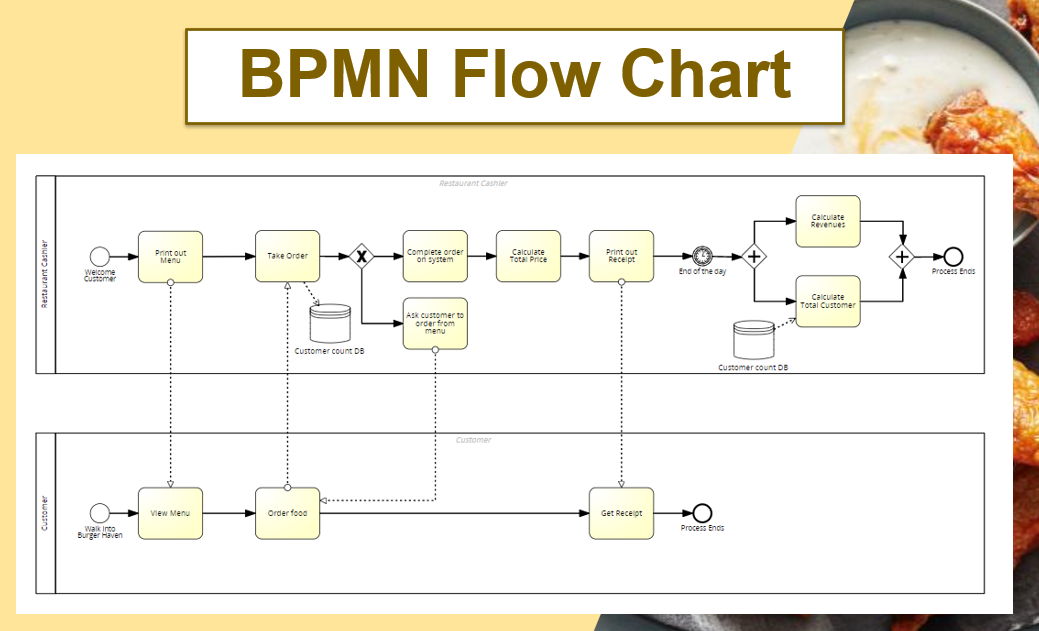 BPMN Flow Chart
Restaurant Cashier
Restaurant Cashier
Welcome
Customer
Print out
Menu
Take Order
X
Complete order
on system
Calculate
Total Price
Print out
Receipt
End of the day
Calculate
Revenues
Process Ends
Ask customer to
order from
menu
Calculate
Total Customer
Customer count DB
Customer count DB
Customer
Customer
Walk into
Burger Haven
View Menu
Order food
Get Receipt
Process Ends